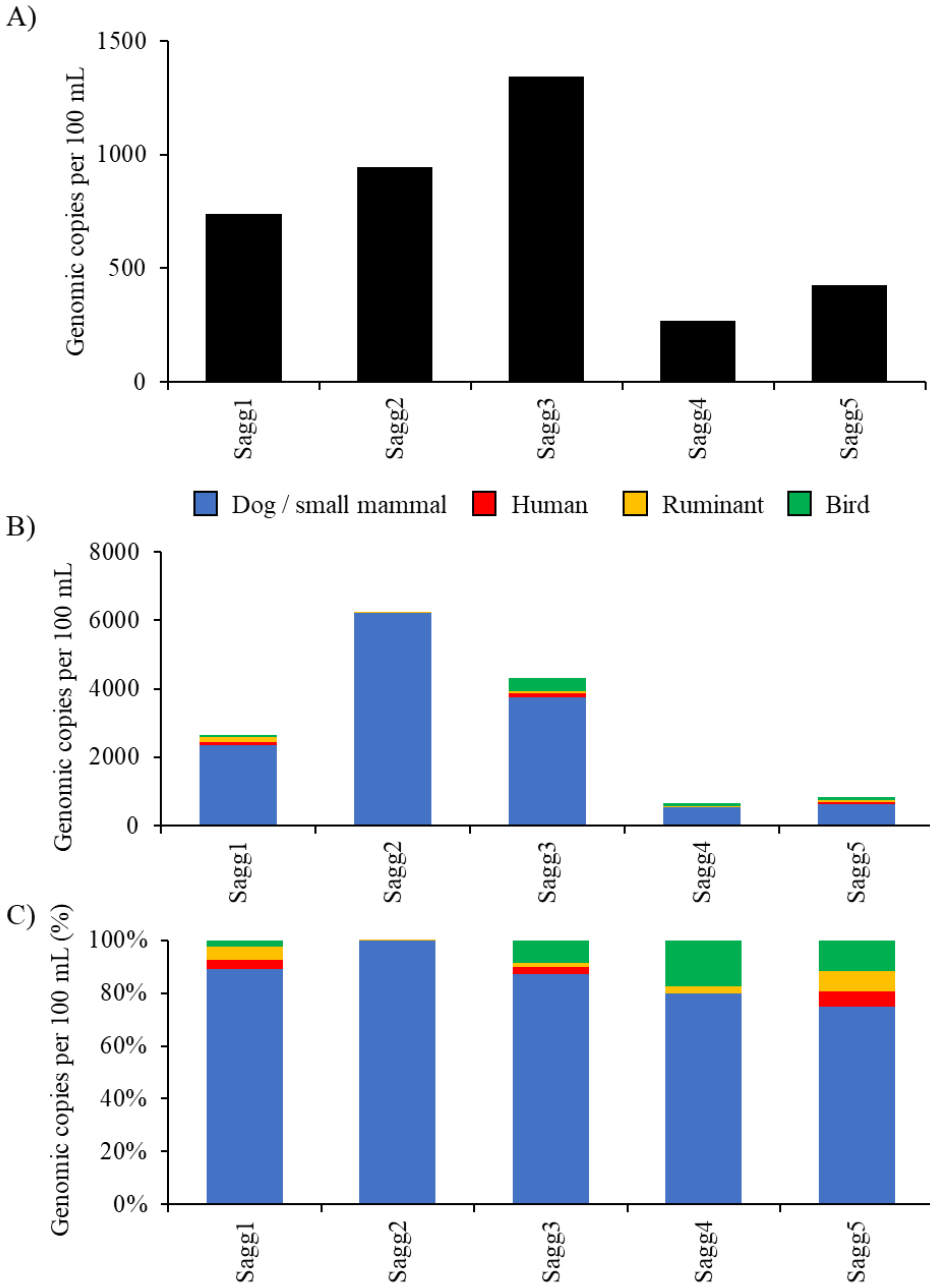 A)
Genomic copies per 100 mL
1500
1000
500
0
Sagg1
Sagg2
Sagg3
Sagg4
Sagg5
Dog / small mammal
Human
Ruminant
Bird
B)
Genomic copies per 100 mL
8000
6000
4000
2000
0
Sagg1
Sagg2
Sagg3
Sagg4
Sagg5
C)
Genomic copies per 100 mL (%)
100%
80%
60%
40%
20%
0%
Sagg1
Sagg2
Sagg3
Sagg4
Sagg5